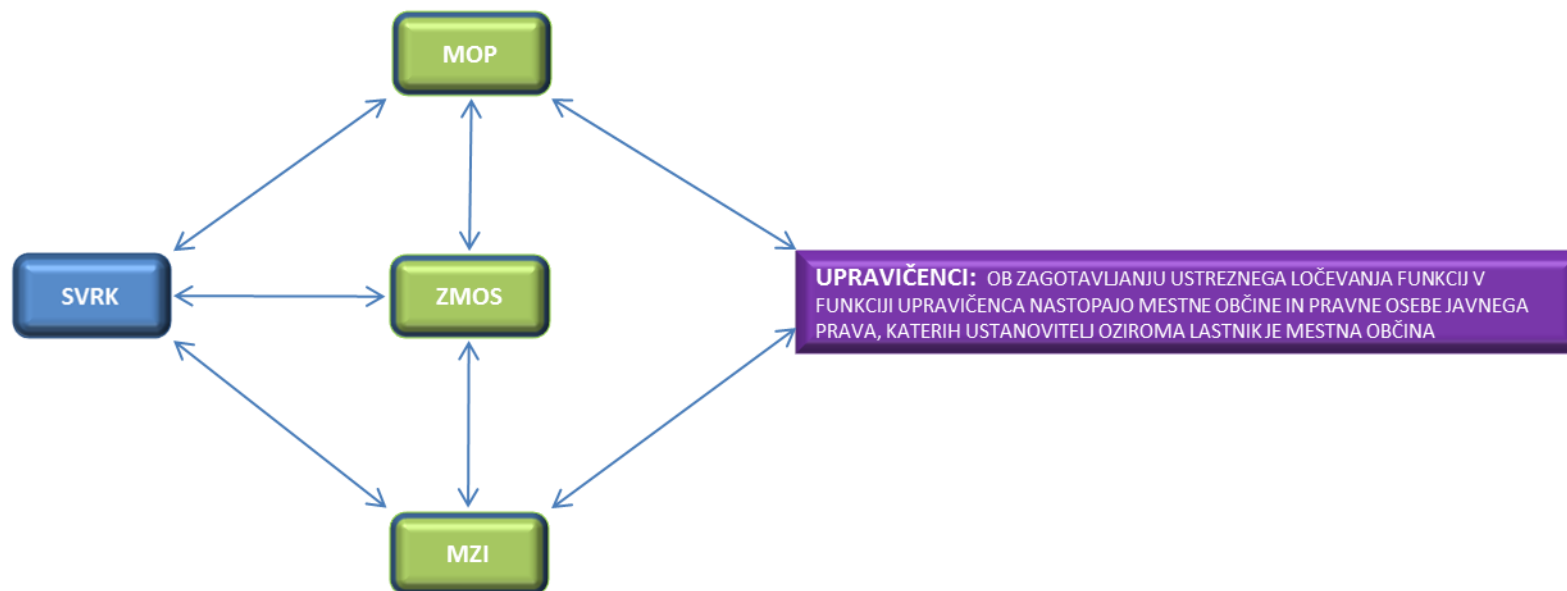 MOP
SVRK
ZMOS
UPRAVIČENCI: OB ZAGOTAVLJANJU USTREZNEGA LOČEVANJA FUNKCIJ V
FUNKCIJI UPRAVIČENCA NASTOPAJO MESTNE OBČINE IN PRAVNE OSEBE JAVNEGA
PRAVA, KATERIH USTANOVITELJ OZIROMA LASTNIK JE MESTNA OBČINA
MZI